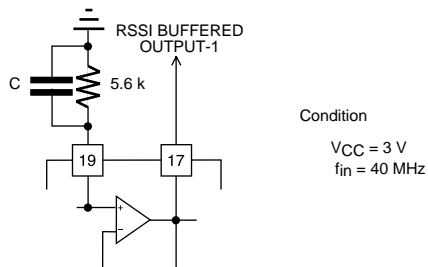 RSSI BUFFERED
OUTPUT-1
C
5.6 k
Condition
VCC = 3 V
fin = 40 MHz
19
17
+
−